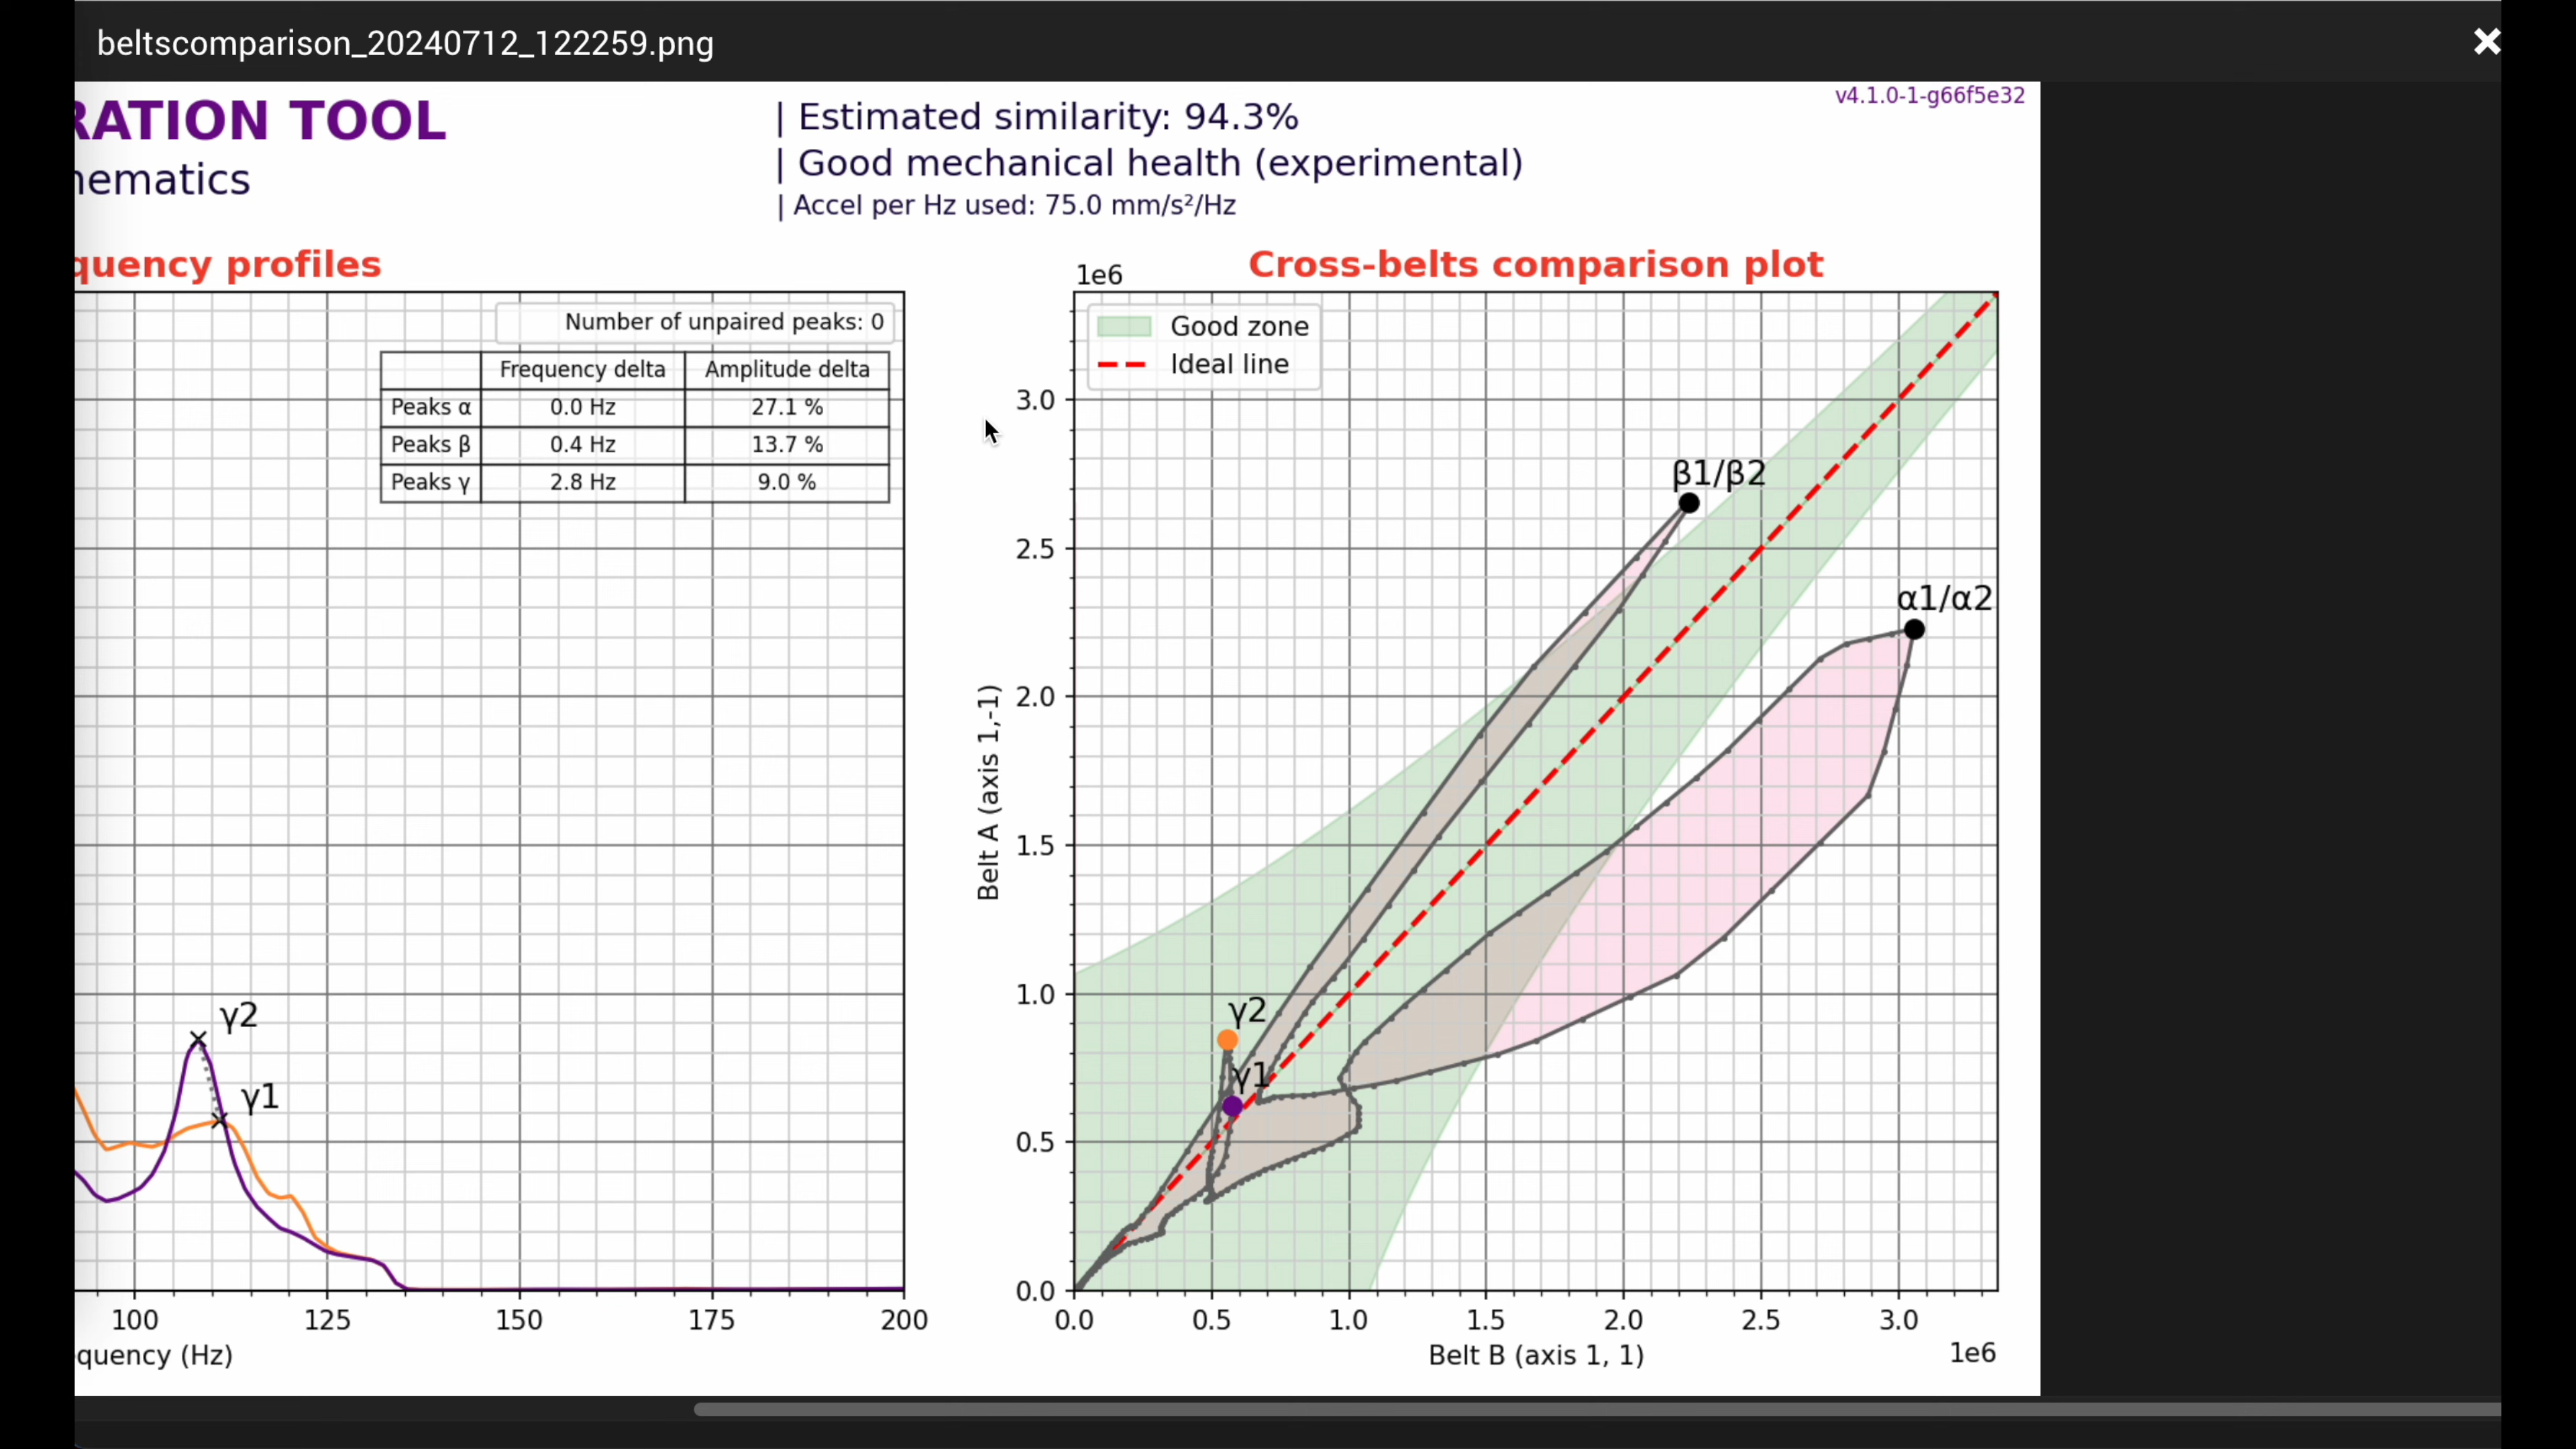 beltscomparison_20240712_122259.png
RATION TOOL
hematics
| Estimated similarity: 94.3%
| Good mechanical health (experimental)
| Accel per Hz used: 75.0 mm/s²/Hz
v4.1.0-1-g66f5e32
quency profiles
Number of unpaired peaks: 0
Frequency delta Amplitude delta
Peaks α 0.0 Hz 27.1 %
Peaks β 0.4 Hz 13.7 %
Peaks γ 2.8 Hz 9.0 %
γ2
γ1
100 125 150 175 200
quency (Hz)
Cross-belts comparison plot
1e6
Good zone
Ideal line
β1/β2
α1/α2
γ2
γ1
3.0
2.5
2.0
1.5
1.0
0.5
0.0
Belt A (axis 1,-1)
0.0 0.5 1.0 1.5 2.0 2.5 3.0
Belt B (axis 1, 1)
1e6